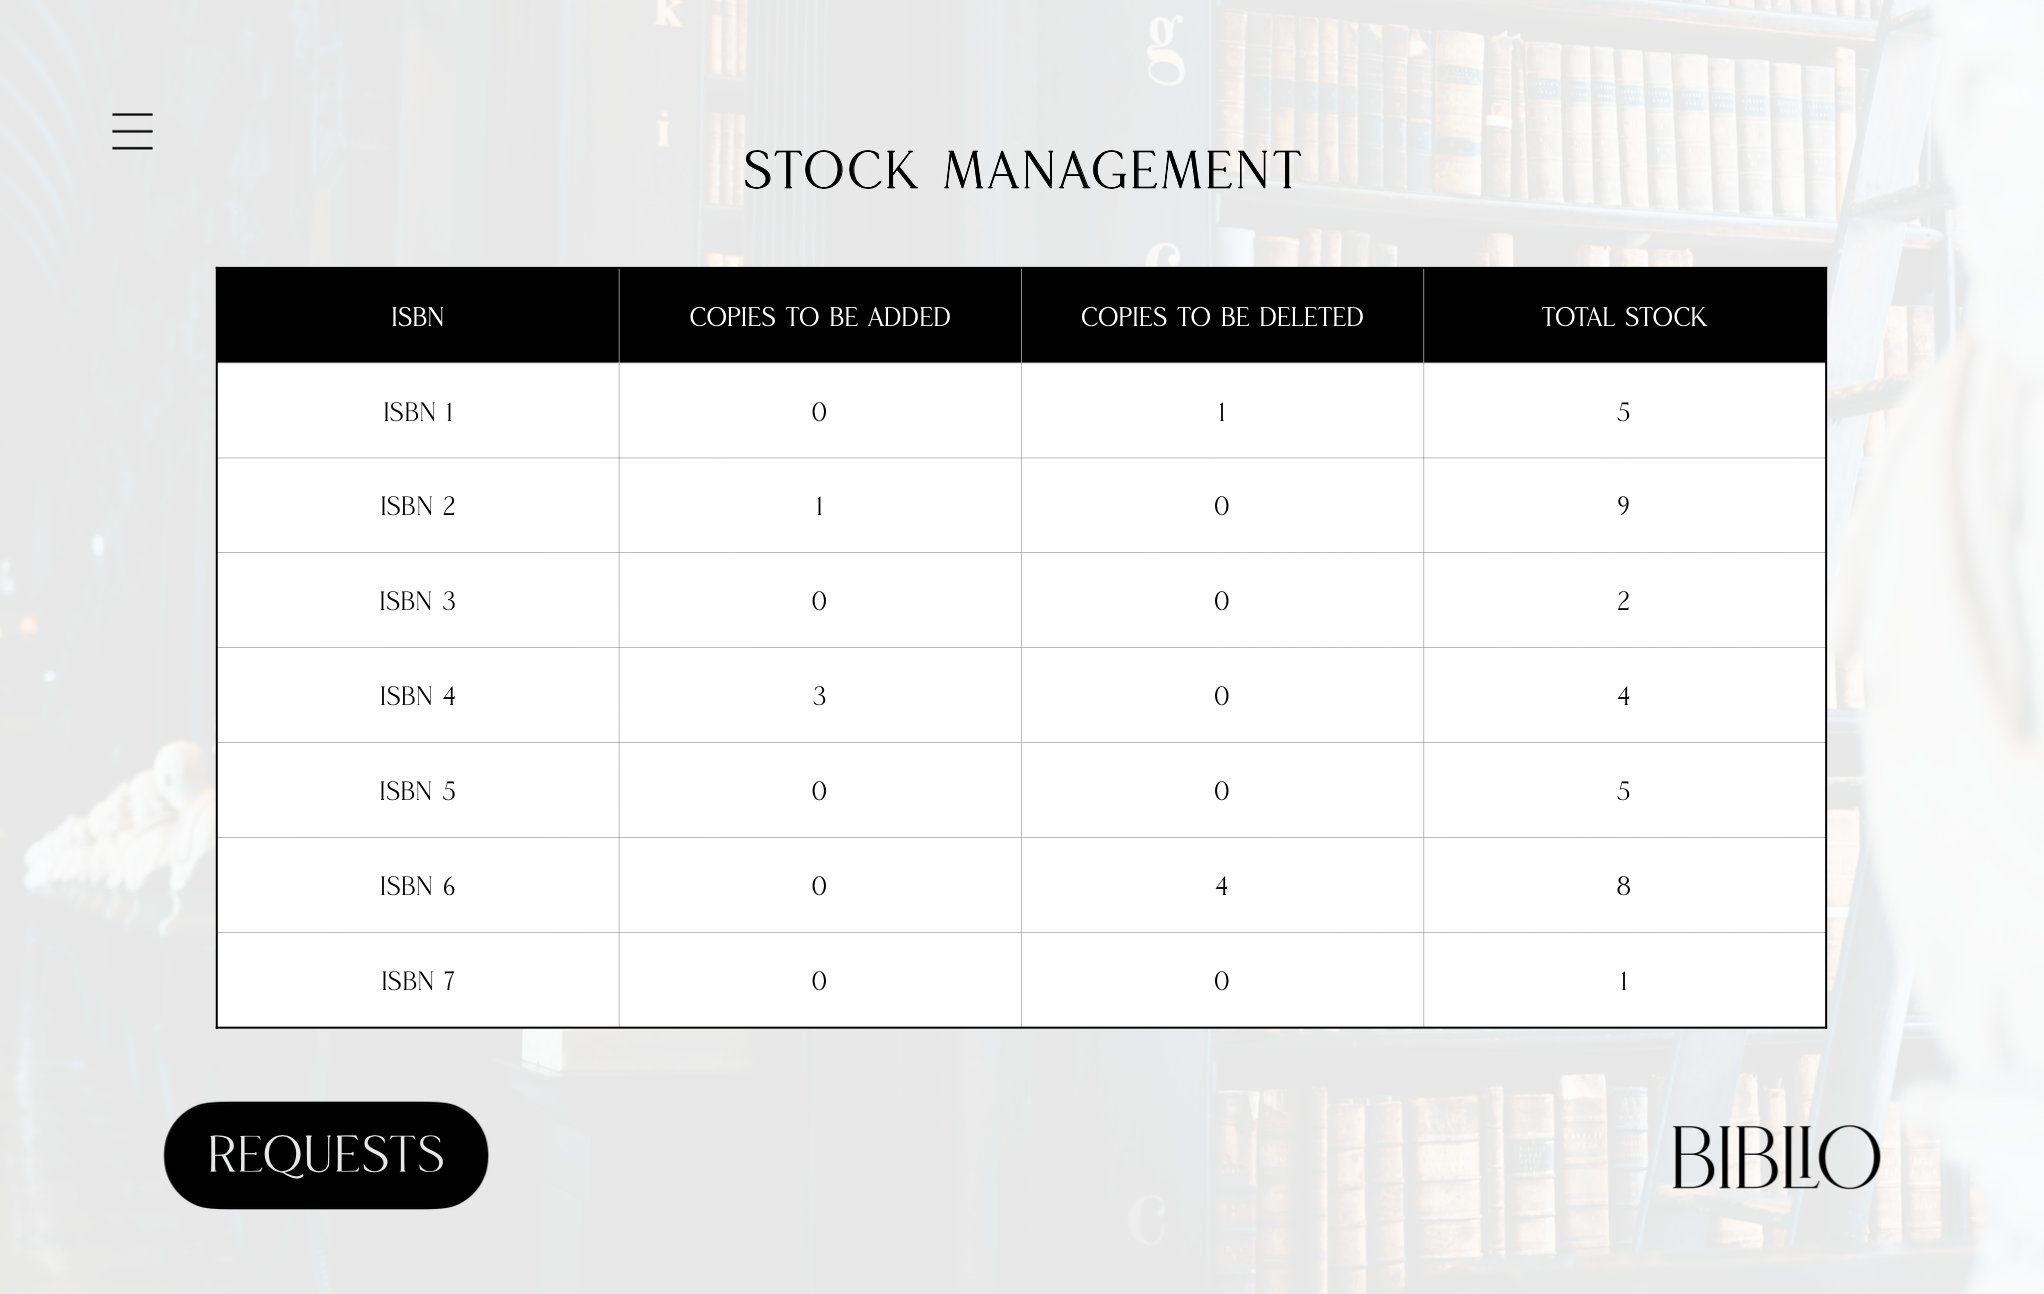 k
g
i
STOCK MANAGEMENT
ISBN COPIES TO BE ADDED COPIES TO BE DELETED TOTAL STOCK
ISBN 1 0 1 5
ISBN 2 1 0 9
ISBN 3 0 0 2
ISBN 4 3 0 4
ISBN 5 0 0 5
ISBN 6 0 4 8
ISBN 7 0 0 1
REQUESTS
BIBLIO
c